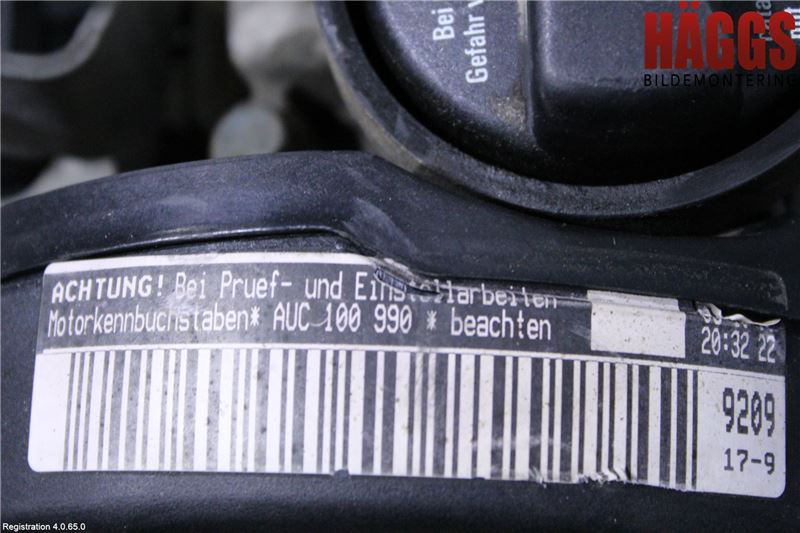 Bei
Gefahr
HÄGGS
BILDEMONTERING
ACHTUNG! Bei Pruef- und Einstellarbeiten
Motorkennbuchstaben* AUC 100 990 * beachten
20:32 22
9209
17-9
Registration 4.0.65.0